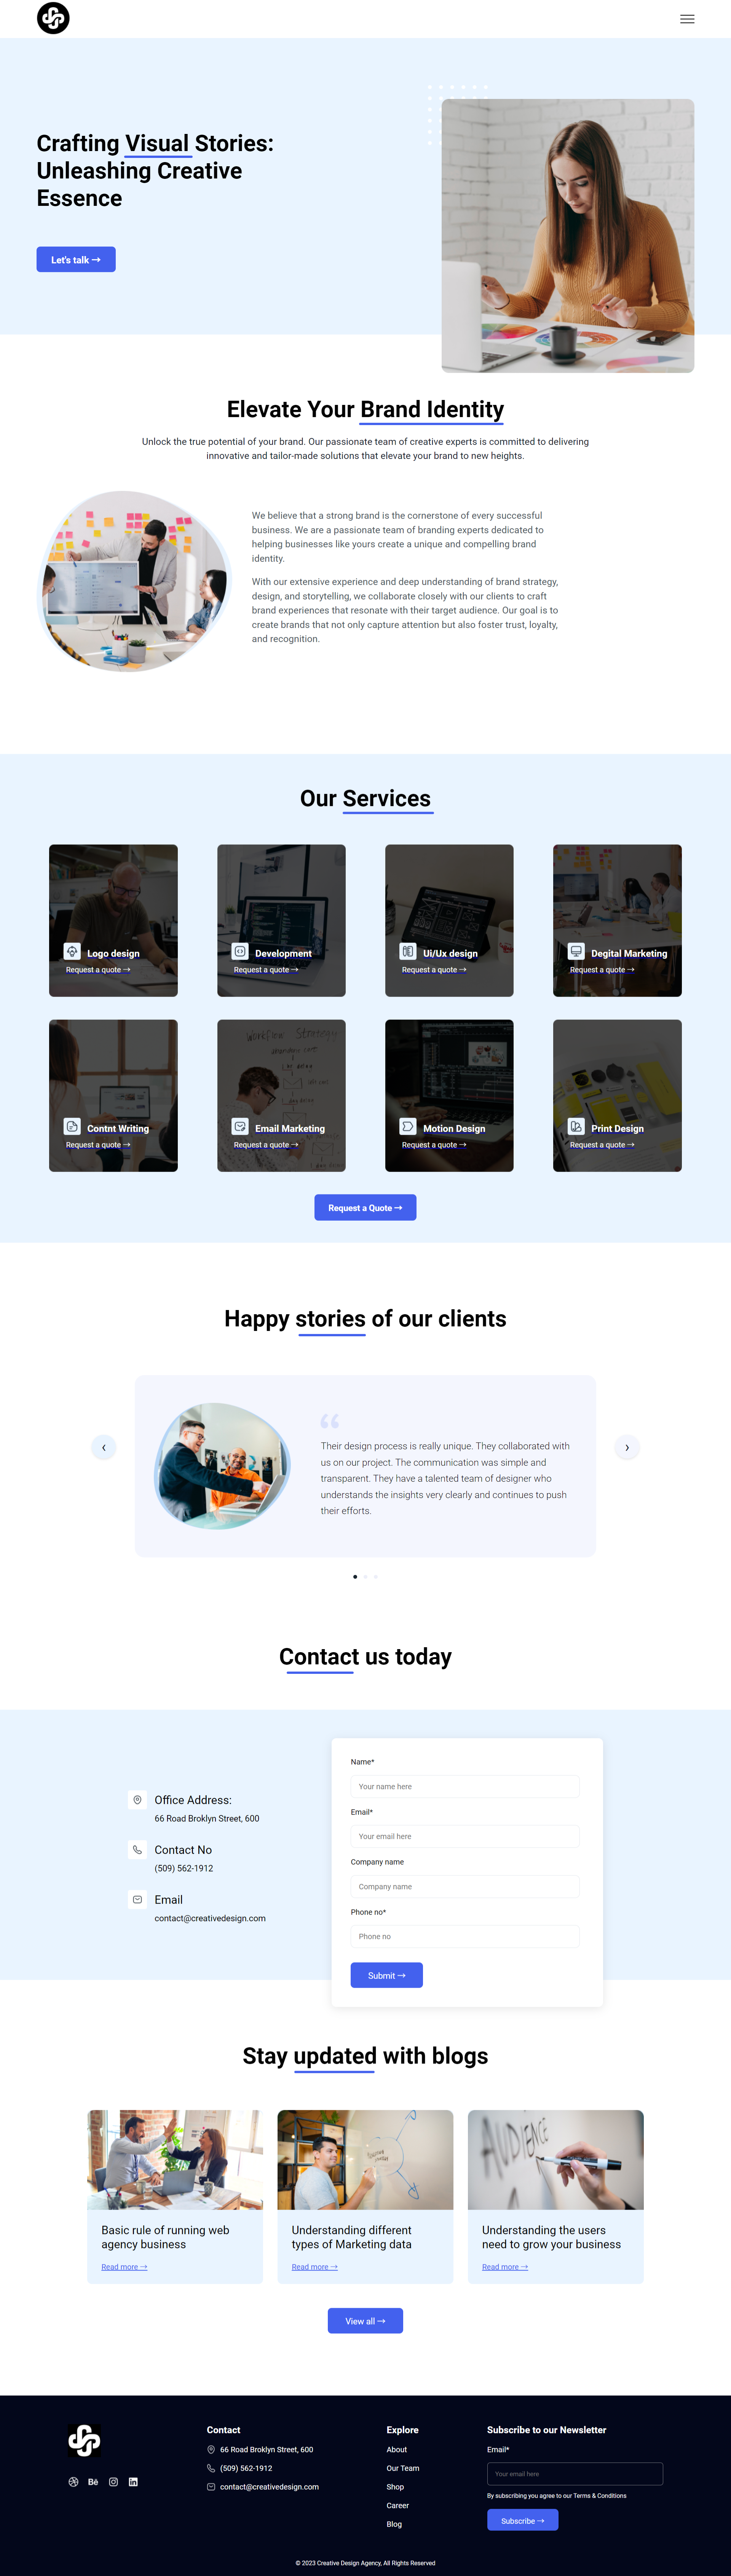 Crafting Visual Stories:
Unleashing Creative
Essence
Let's talk →
Elevate Your Brand Identity
Unlock the true potential of your brand. Our passionate team of creative experts is committed to delivering
innovative and tailor-made solutions that elevate your brand to new heights.
We believe that a strong brand is the cornerstone of every successful
business. We are a passionate team of branding experts dedicated to
helping businesses like yours create a unique and compelling brand
identity.
With our extensive experience and deep understanding of brand strategy,
design, and storytelling, we collaborate closely with our clients to craft
brand experiences that resonate with their target audience. Our goal is to
create brands that not only capture attention but also foster trust, loyalty,
and recognition.
Our Services
Logo design
Request a quote →
Development
Request a quote →
Ui/Ux design
Request a quote →
Degital Marketing
Request a quote →
Contnt Writing
Request a quote →
Workflow Strategy
Email Marketing
Request a quote →
Motion Design
Request a quote →
Print Design
Request a quote →
Request a Quote →
Happy stories of our clients
‹
“
Their design process is really unique. They collaborated with
us on our project. The communication was simple and
transparent. They have a talented team of designer who
understands the insights very clearly and continues to push
their efforts.
›
Contact us today
Office Address:
66 Road Broklyn Street, 600
Contact No
(509) 562-1912
Email
contact@creativedesign.com
Name*
Your name here
Email*
Your email here
Company name
Company name
Phone no*
Phone no
Submit →
Stay updated with blogs
Basic rule of running web
agency business
Read more →
Understanding different
types of Marketing data
Read more →
AUDIENCE
Understanding the users
need to grow your business
Read more →
View all →
Bē
Contact
66 Road Broklyn Street, 600
(509) 562-1912
contact@creativedesign.com
Explore
About
Our Team
Shop
Career
Blog
Subscribe to our Newsletter
Email*
Your email here
By subscribing you agree to our Terms & Conditions
Subscribe →
© 2023 Creative Design Agency, All Rights Reserved